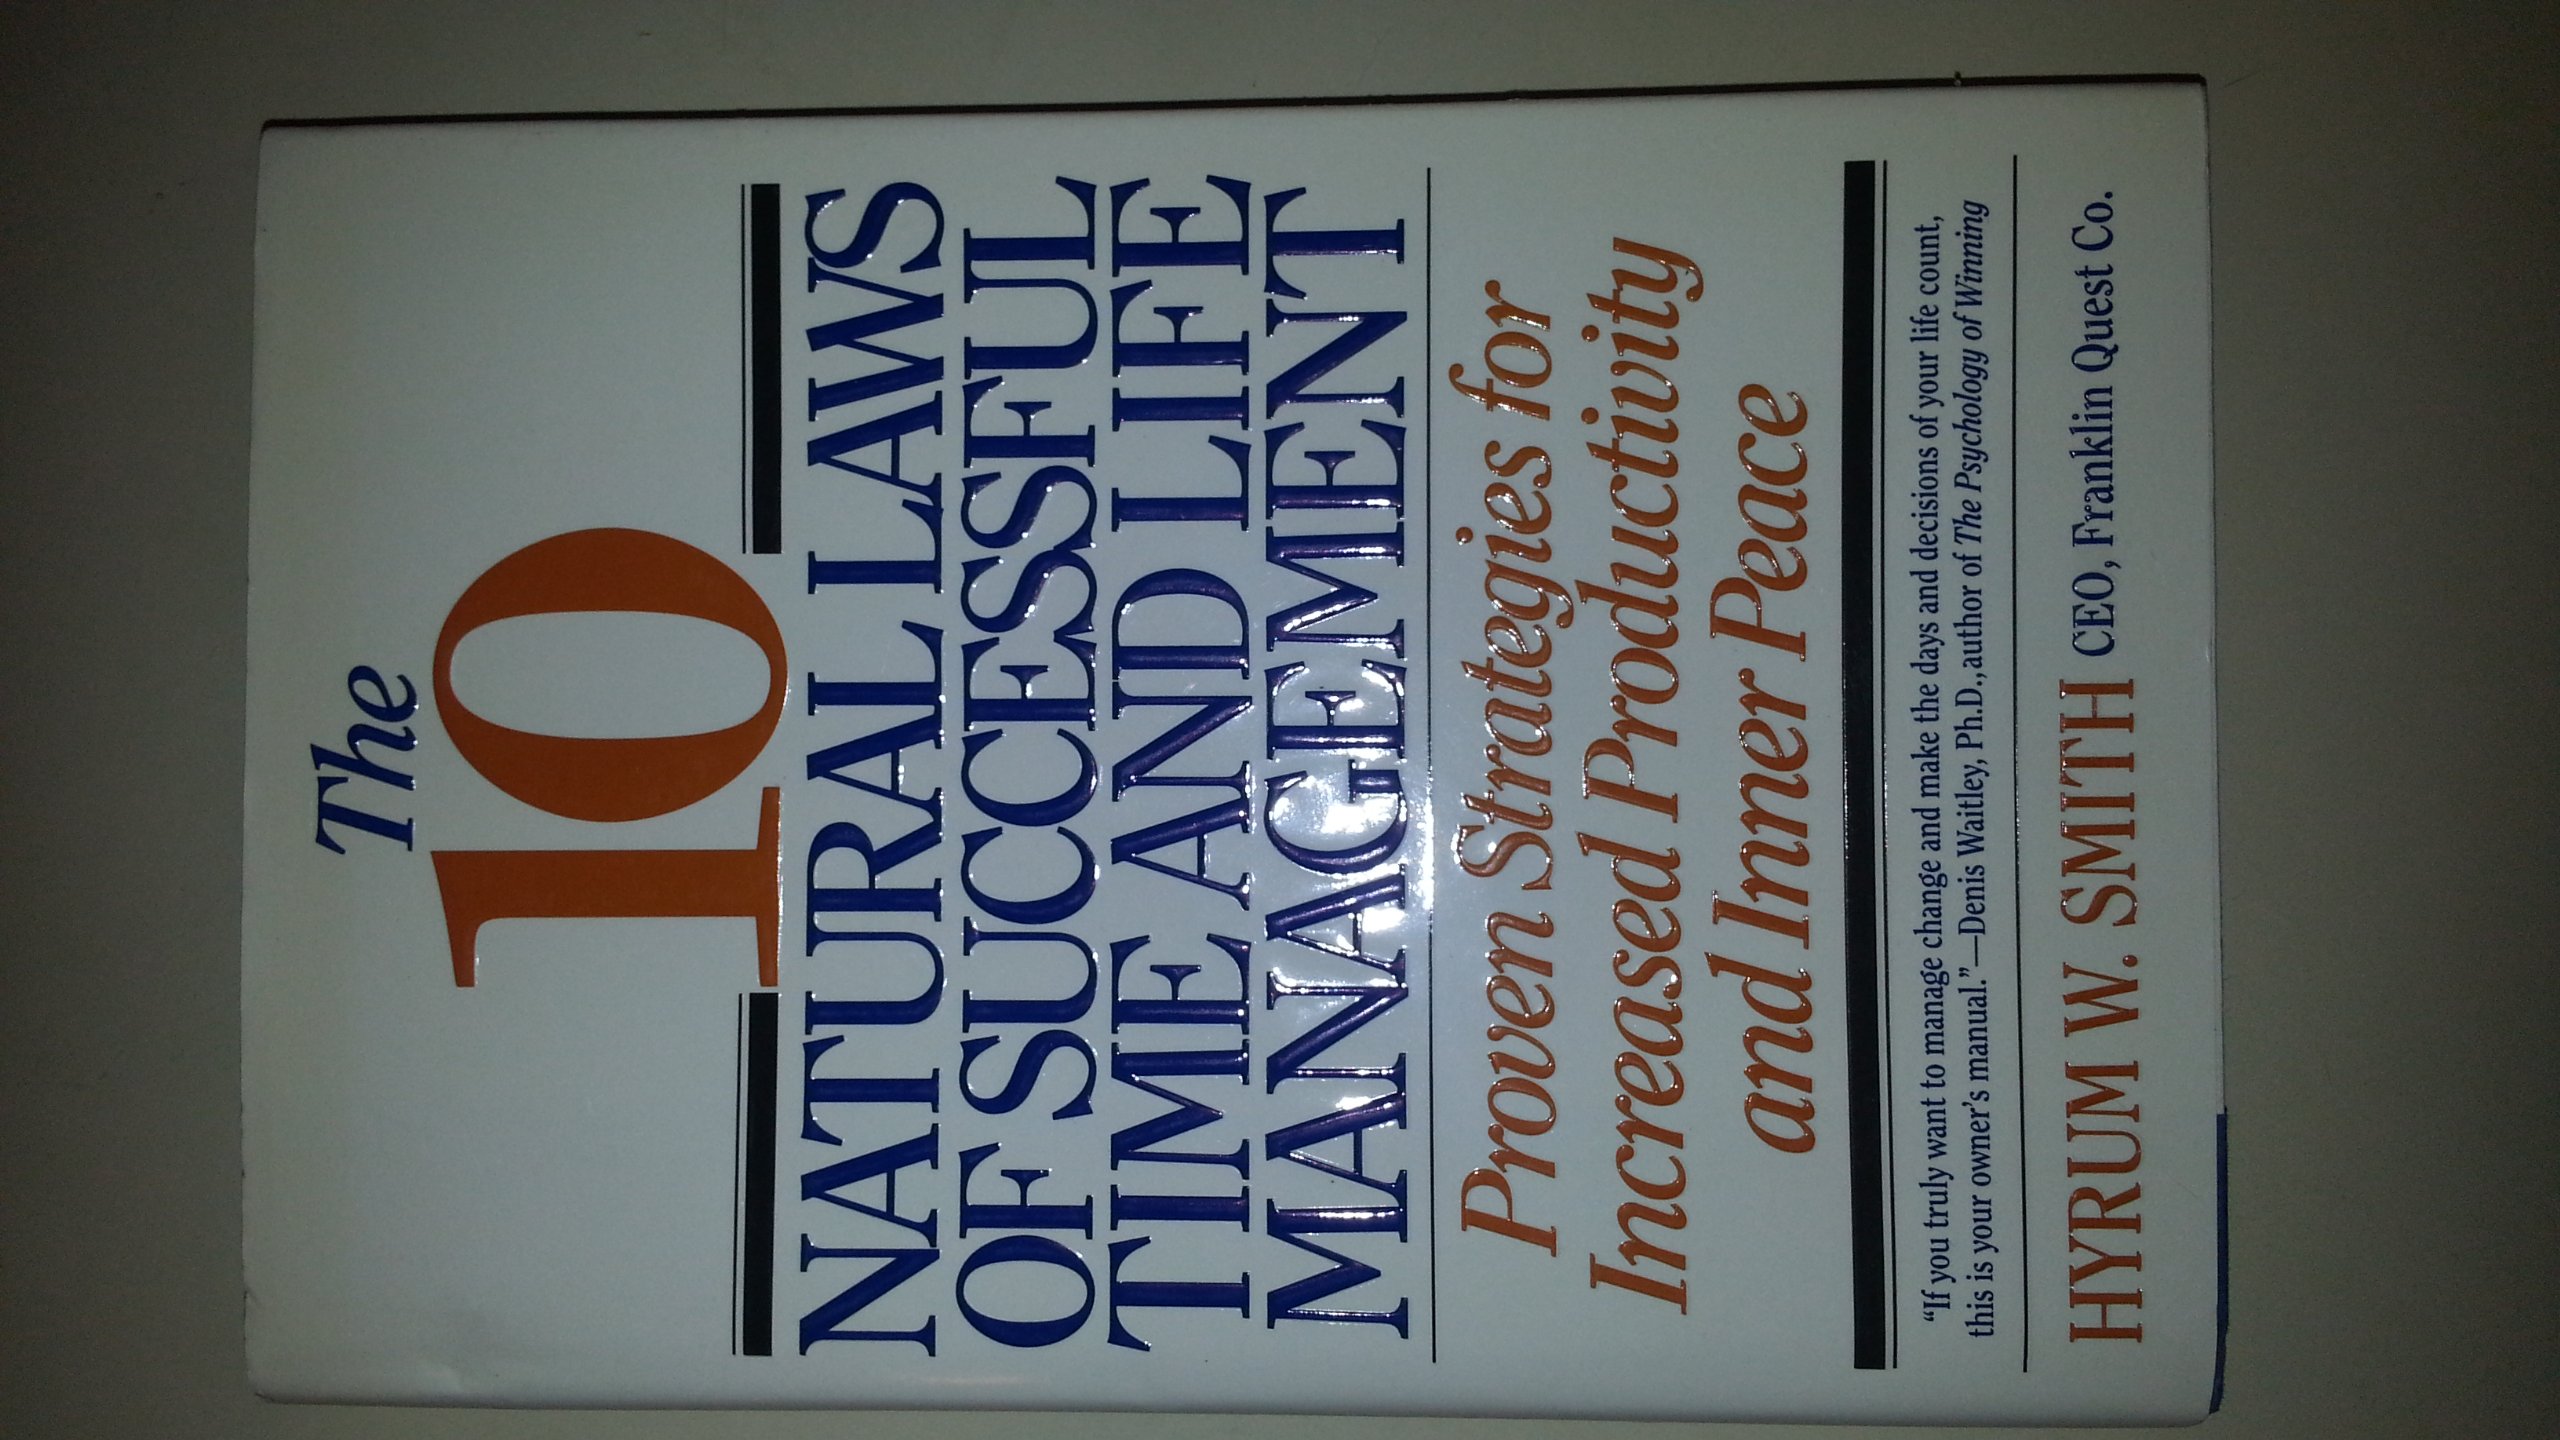 The
10
NATURAL LAWS
OF SUCCESSFUL
TIME AND LIFE
MANAGEMENT
Proven Strategies for
Increased Productivity
and Inner Peace
“If you truly want to manage change and make the days and decisions of your life count,
this is your owner’s manual.”—Denis Waitley, Ph.D., author of The Psychology of Winning
HYRUM W. SMITH CEO, Franklin Quest Co.